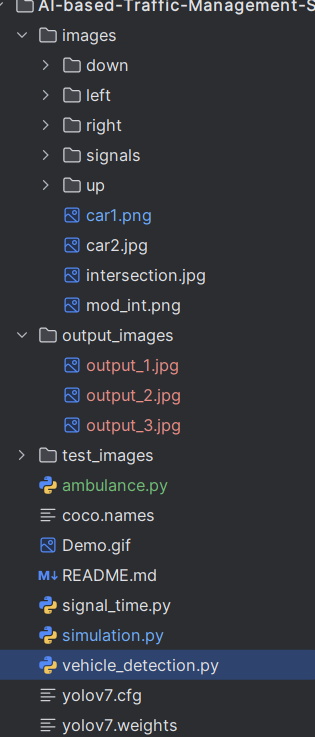 AI-based-Traffic-Management-S
images
down
left
right
signals
up
car1.png
car2.jpg
intersection.jpg
mod_int.png
output_images
output_1.jpg
output_2.jpg
output_3.jpg
test_images
ambulance.py
coco.names
Demo.gif
M↓ README.md
signal_time.py
simulation.py
vehicle_detection.py
yolov7.cfg
yolov7.weights